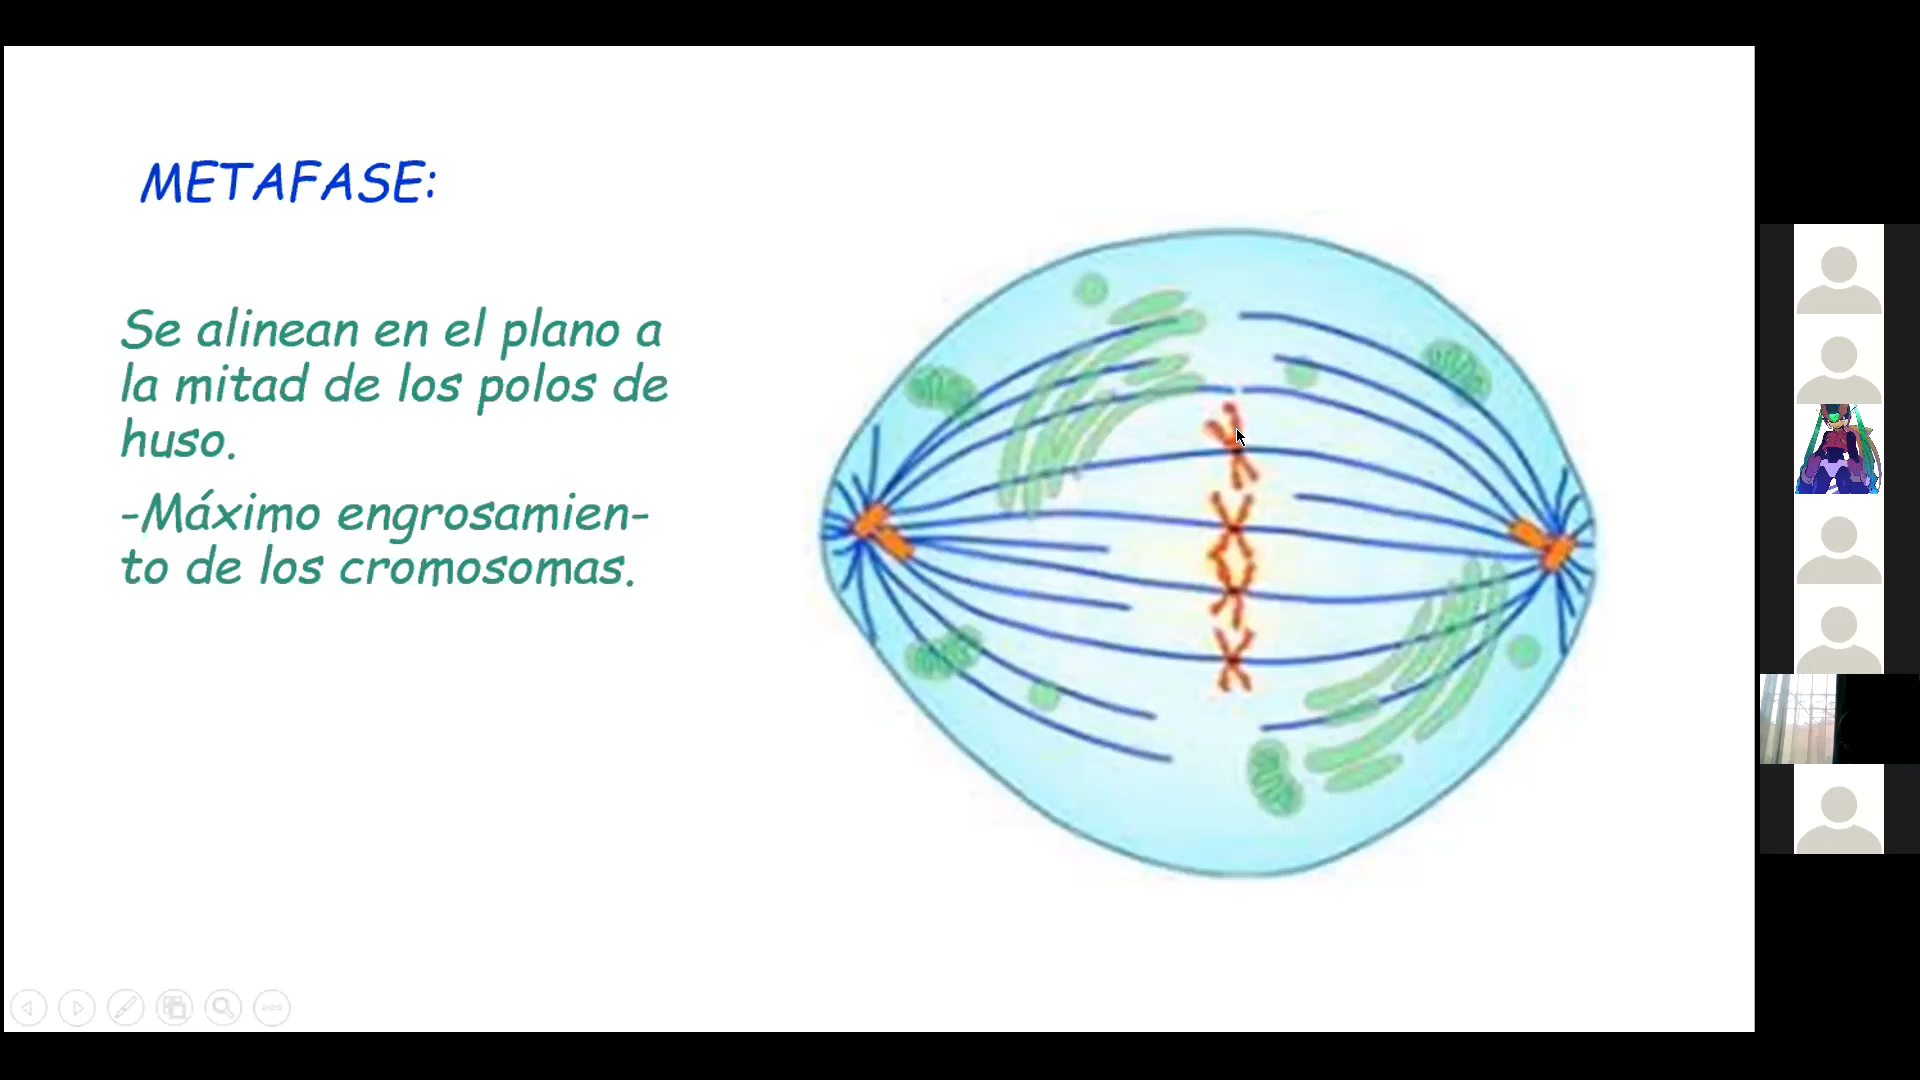 METAFASE:
Se alinean en el plano a
la mitad de los polos de
huso.
-Máximo engrosamien-
to de los cromosomas.